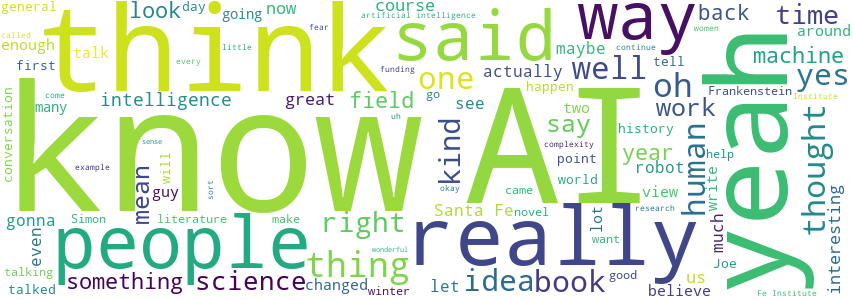 general
day
artificial intelligence
course
back
time
enough
look
going
now
called
think
said
way
fear
maybe
women
around
talk
every
little
funding
continue
tell
machine
first
one
actually
well
oh
yes
come
go
see
happen
Frankenstein
Institute
many
intelligence
great
field
work
conversation
know
AI
yeah
uh
two
say
history
kind
complexity
year
human
help
thought
sense
point
example
mean
will
guy
robot
world
view
write
okay
sort
came
research
gonna
Simon
literature
make
right
Santa Fe
novel
lot
want
much
interesting
even
people
really
thing
wonderful
Joe
talking
something
science
changed
idea
book
good
us
talked
winter
let
believe
Fe Institute